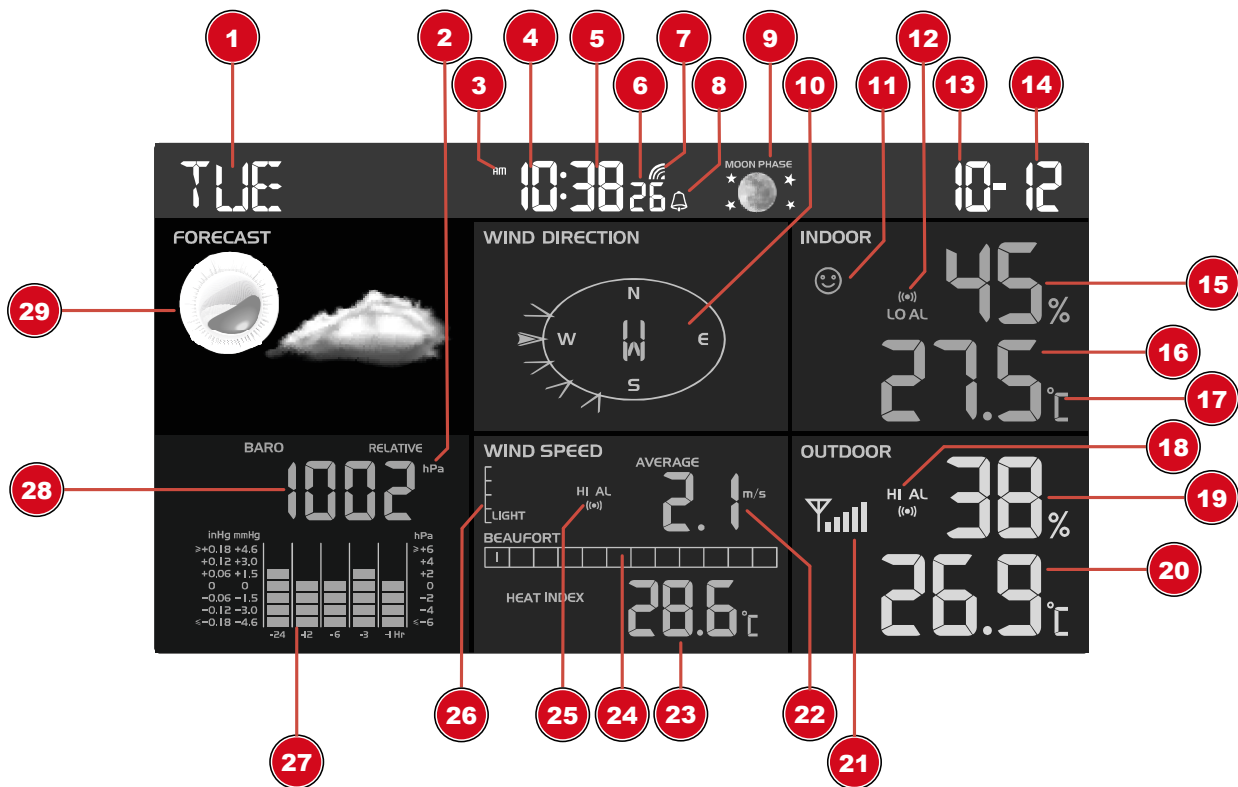 1 2 3 4 5 6 7 8 9 10 11 12 13 14
TUE AM 10:38 26 MOON PHASE 10-12
FORECAST
29
WIND DIRECTION
N
W W E
S
INDOOR
LO AL
45 %
15
27.5 °C
16
17
BARO RELATIVE
1002 hPa
28
inHg mmHg hPa
≥+0.18 +4.6 ≥+6
+0.12 +3.0 +4
+0.06 +1.5 +2
0 0 0
-0.06 -1.5 -2
-0.12 -3.0 -4
≤-0.18 -4.6 ≤-6
-24 -12 -6 -3 -1 Hr
27
WIND SPEED
AVERAGE
HI AL
2.1 m/s
LIGHT
BEAUFORT
1
HEAT INDEX
28.6 °C
26 25 24 23 22
OUTDOOR
HI AL
38 %
18
19
26.9 °C
20
21